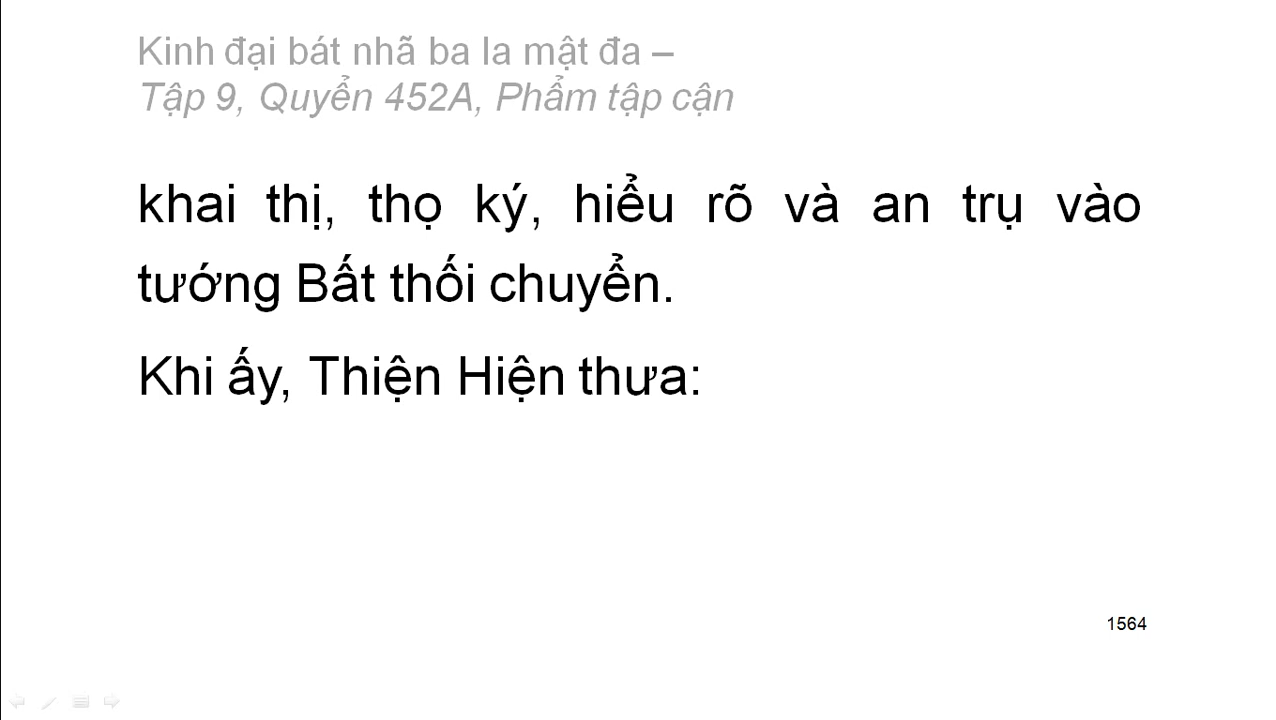 Kinh đại bát nhã ba la mật đa –
Tập 9, Quyển 452A, Phẩm tập cận
khai thị, thọ ký, hiểu rõ và an trụ vào
tướng Bất thối chuyển.
Khi ấy, Thiện Hiện thưa:
1564